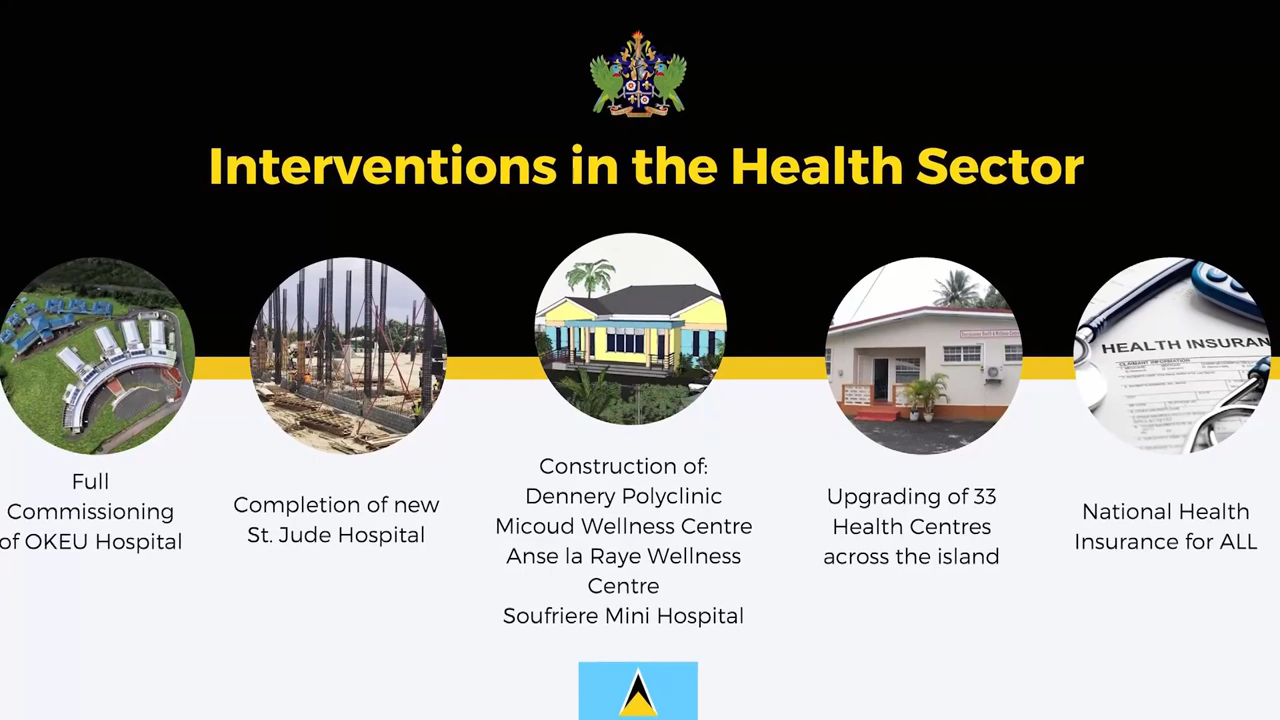 Interventions in the Health Sector
HEALTH INSURAN
CLAIMANT INFORMATION
Full
Commissioning
of OKEU Hospital
Completion of new
St. Jude Hospital
Construction of:
Dennery Polyclinic
Micoud Wellness Centre
Anse la Raye Wellness
Centre
Soufriere Mini Hospital
Upgrading of 33
Health Centres
across the island
National Health
Insurance for ALL